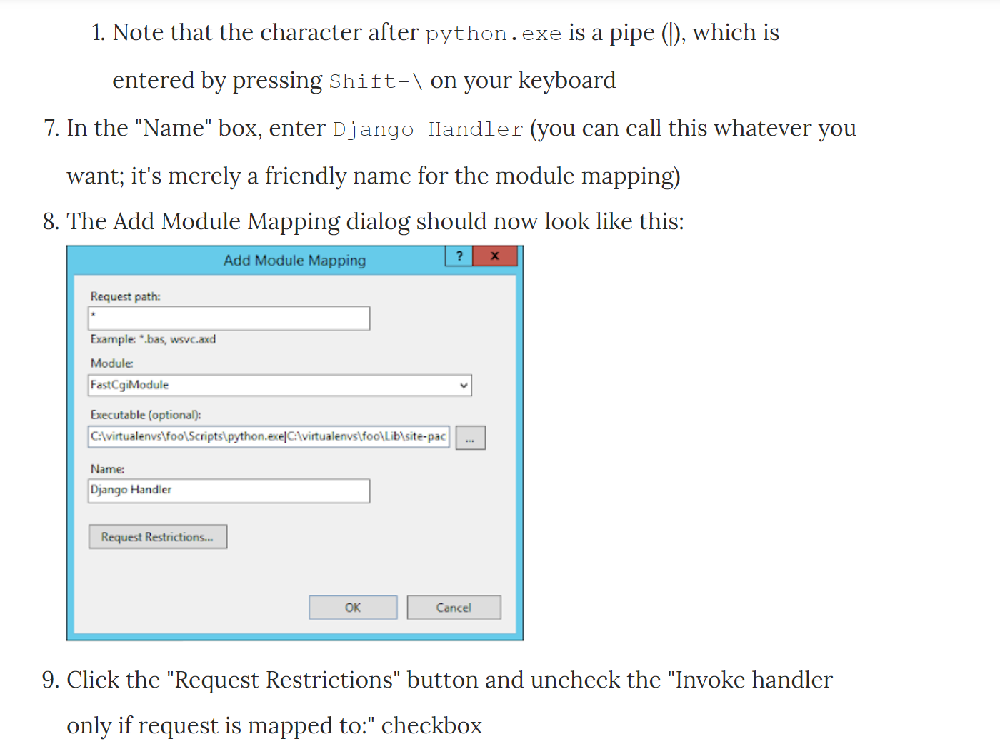 1. Note that the character after python.exe is a pipe (|), which is
entered by pressing Shift-\ on your keyboard
7. In the "Name" box, enter Django Handler (you can call this whatever you
want; it's merely a friendly name for the module mapping)
8. The Add Module Mapping dialog should now look like this:
Add Module Mapping ? x
Request path:
*
Example: *.bas, wsvc.axd
Module:
FastCgiModule
Executable (optional):
C:\virtualenvs\foo\Scripts\python.exe|C:\virtualenvs\foo\Lib\site-pac ...
Name:
Django Handler
Request Restrictions...
OK Cancel
9. Click the "Request Restrictions" button and uncheck the "Invoke handler
only if request is mapped to:" checkbox